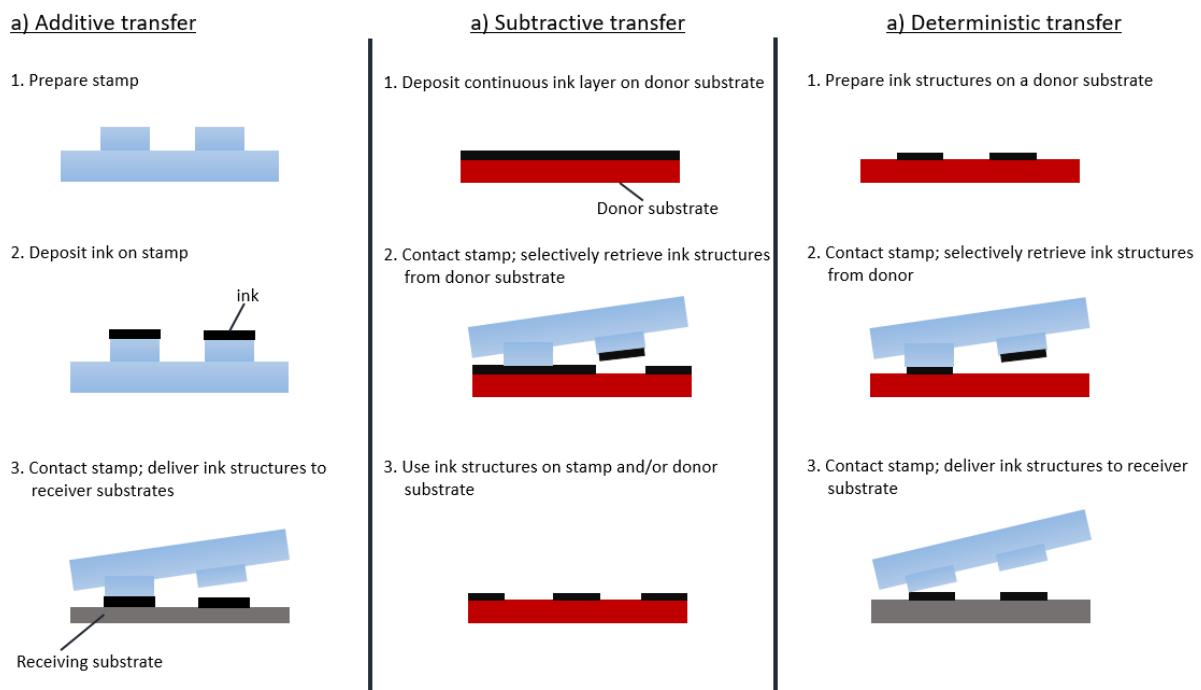 a) Additive transfer
1. Prepare stamp
2. Deposit ink on stamp
ink
3. Contact stamp; deliver ink structures to
receiver substrates
Receiving substrate
a) Subtractive transfer
1. Deposit continuous ink layer on donor substrate
Donor substrate
2. Contact stamp; selectively retrieve ink structures
from donor substrate
3. Use ink structures on stamp and/or donor
substrate
a) Deterministic transfer
1. Prepare ink structures on a donor substrate
2. Contact stamp; selectively retrieve ink structures
from donor
3. Contact stamp; deliver ink structures to receiver
substrate